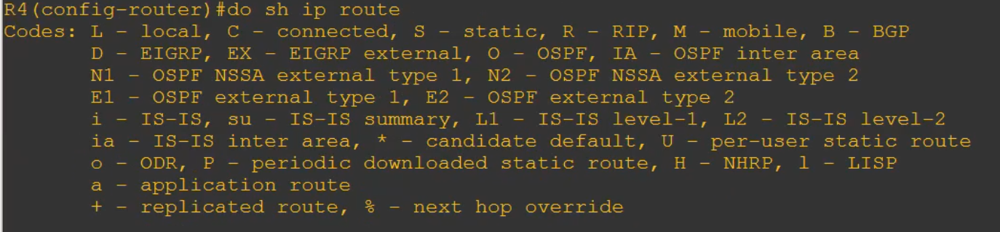 R4(config-router)#do sh ip route
Codes: L - local, C - connected, S - static, R - RIP, M - mobile, B - BGP
D - EIGRP, EX - EIGRP external, O - OSPF, IA - OSPF inter area
N1 - OSPF NSSA external type 1, N2 - OSPF NSSA external type 2
E1 - OSPF external type 1, E2 - OSPF external type 2
i - IS-IS, su - IS-IS summary, L1 - IS-IS level-1, L2 - IS-IS level-2
ia - IS-IS inter area, * - candidate default, U - per-user static route
o - ODR, P - periodic downloaded static route, H - NHRP, l - LISP
a - application route
+ - replicated route, % - next hop override